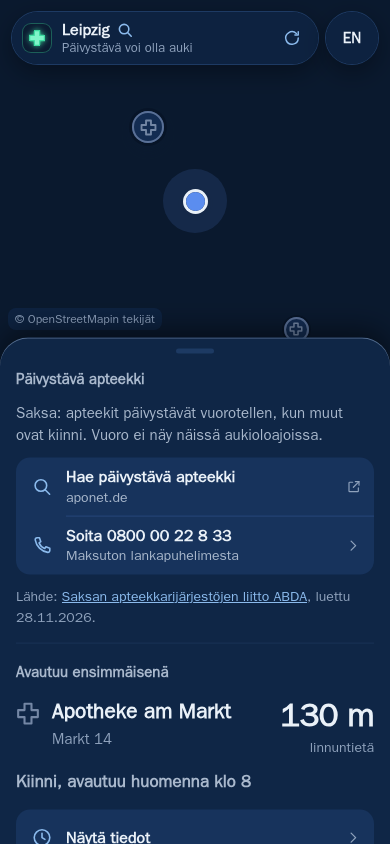 Leipzig
EN
Päivystävä voi olla auki
© OpenStreetMapin tekijät
Päivystävä apteekki
Saksa: apteekit päivystävät vuorotellen, kun muut
ovat kiinni. Vuoro ei näy näissä aukioloajoissa.
Hae päivystävä apteekki
aponet.de
Soita 0800 00 22 8 33
Maksuton lankapuhelimesta
Lähde: Saksan apteekkarijärjestöjen liitto ABDA, luettu
28.11.2026.
Avautuu ensimmäisenä
Apotheke am Markt
130 m
Markt 14
linnuntietä
Kiinni, avautuu huomenna klo 8
Näytä tiedot